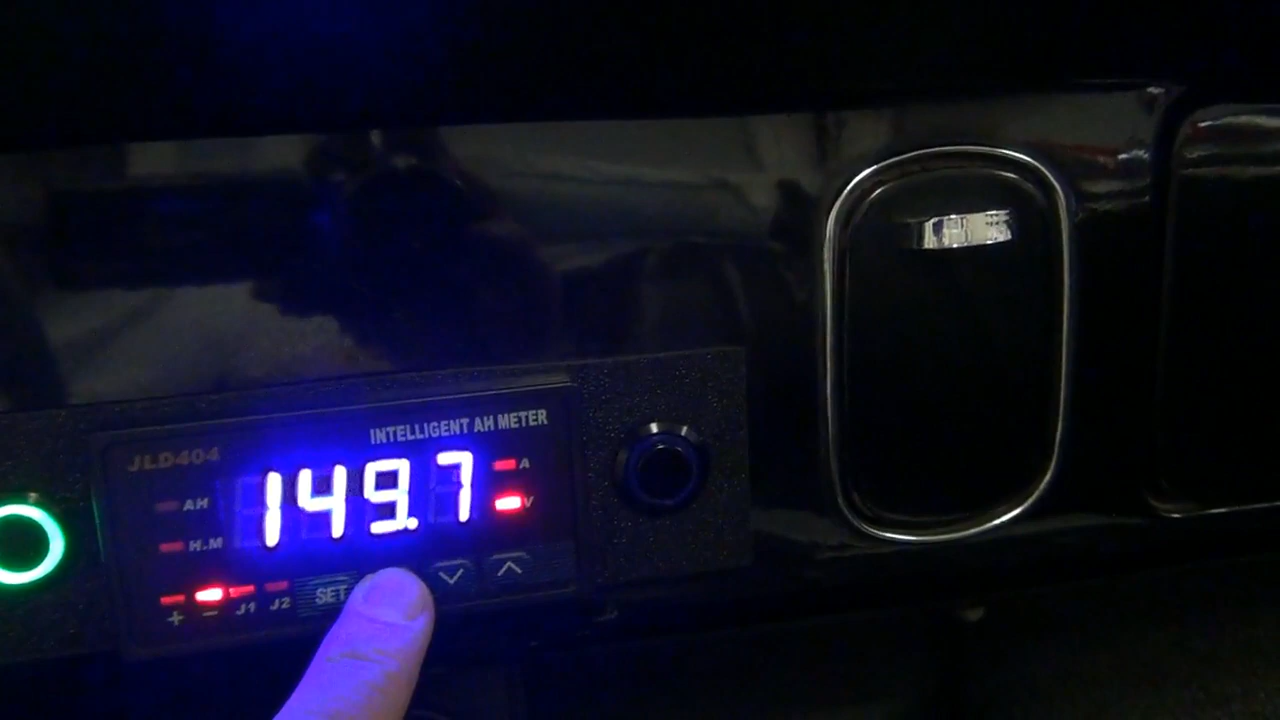 INTELLIGENT AH METER
JLD404
149.7
A
V
AH
H.M
+ - J1 J2
SET